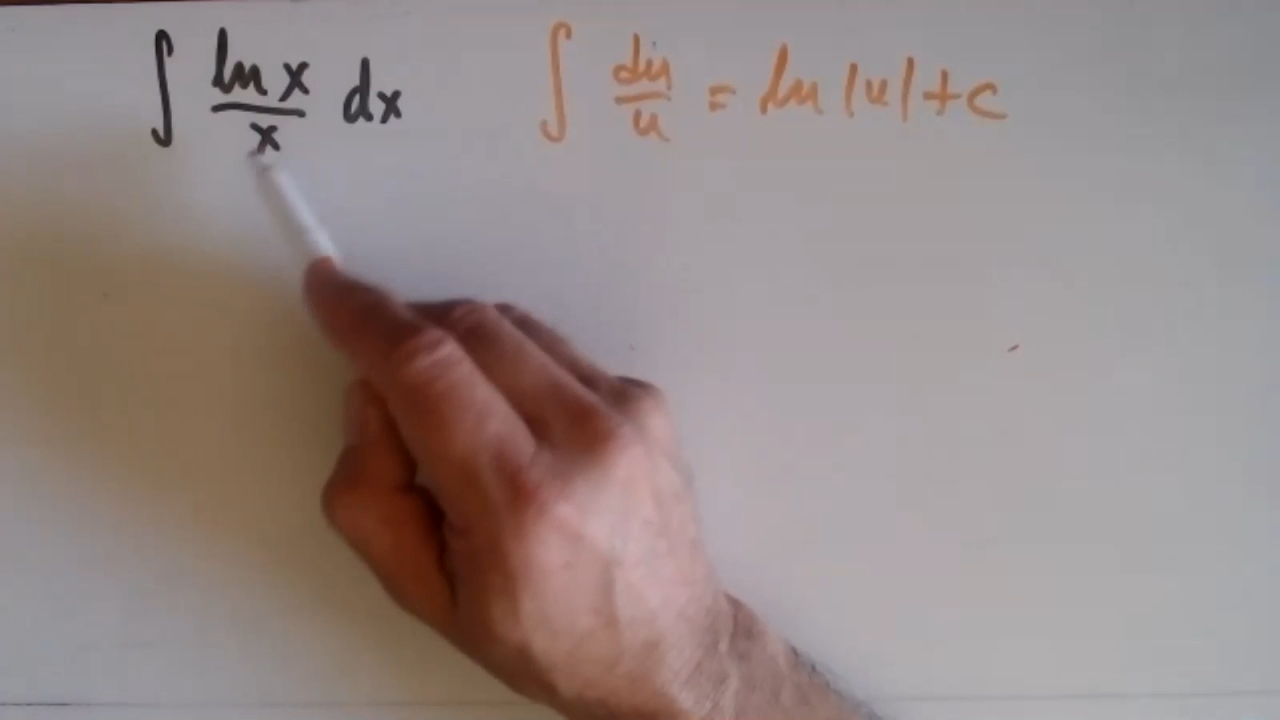 ∫ ln x / x dx   ∫ du / u = ln |u| + c